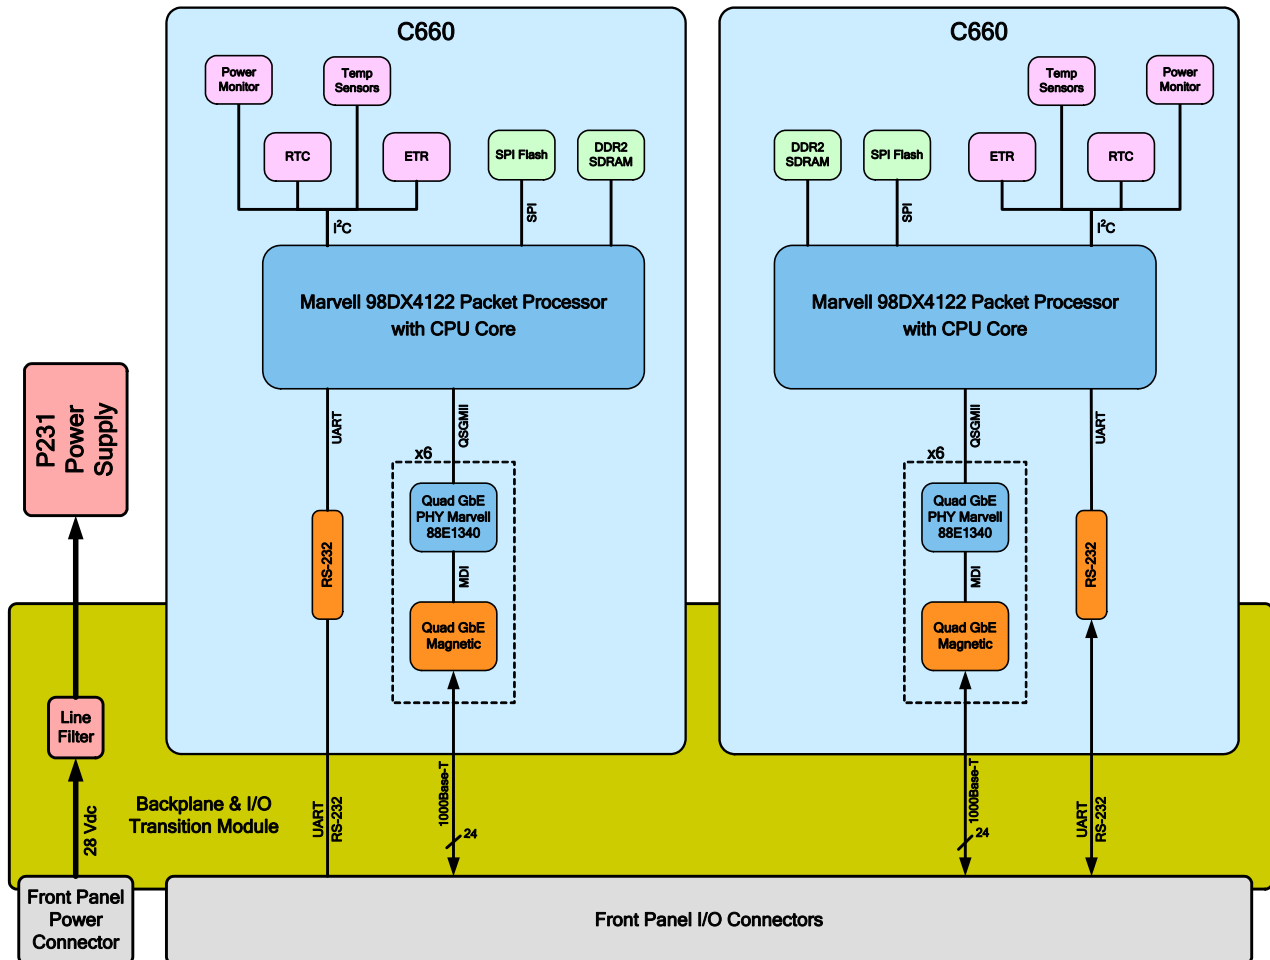 C660
Power
Monitor
Temp
Sensors
RTC
ETR
SPI Flash
DDR2
SDRAM
I²C
SPI
Marvell 98DX4122 Packet Processor
with CPU Core
UART
QSGMII
x6
Quad GbE
PHY Marvell
88E1340
RS-232
MDI
Quad GbE
Magnetic
1000Base-T
24
UART
RS-232
C660
Temp
Sensors
Power
Monitor
DDR2
SDRAM
SPI Flash
ETR
RTC
SPI
I²C
Marvell 98DX4122 Packet Processor
with CPU Core
QSGMII
UART
x6
Quad GbE
PHY Marvell
88E1340
RS-232
MDI
Quad GbE
Magnetic
1000Base-T
24
UART
RS-232
P231
Power
Supply
Line
Filter
28 Vdc
Backplane & I/O
Transition Module
Front Panel
Power
Connector
Front Panel I/O Connectors